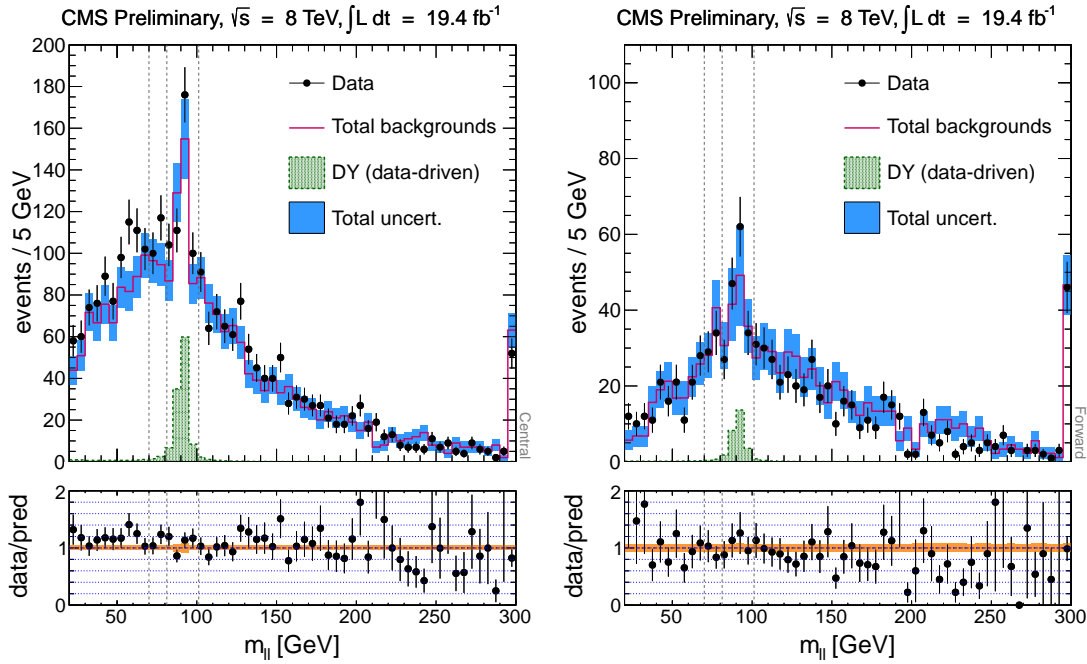 CMS Preliminary, √s = 8 TeV, ∫L dt = 19.4 fb⁻¹
events / 5 GeV
200
180
160
140
120
100
80
60
40
20
0
Data
Total backgrounds
DY (data-driven)
Total uncert.
Central
data/pred
2
1
0
50
100
150
200
250
300
m_ll [GeV]
CMS Preliminary, √s = 8 TeV, ∫L dt = 19.4 fb⁻¹
events / 5 GeV
100
80
60
40
20
0
Data
Total backgrounds
DY (data-driven)
Total uncert.
Forward
data/pred
2
1
0
50
100
150
200
250
300
m_ll [GeV]